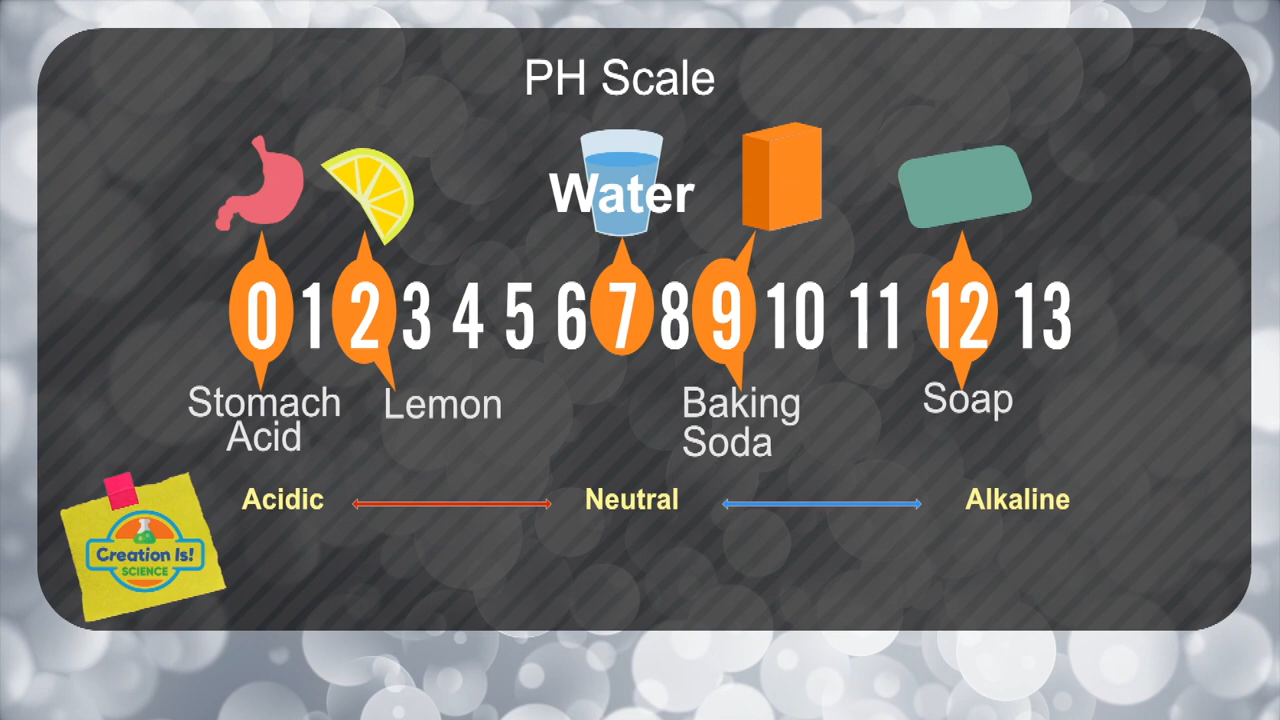 PH Scale
Water
0 1 2 3 4 5 6 7 8 9 10 11 12 13
Stomach
Acid
Lemon
Baking
Soda
Soap
Acidic
Neutral
Alkaline
Creation Is!
SCIENCE